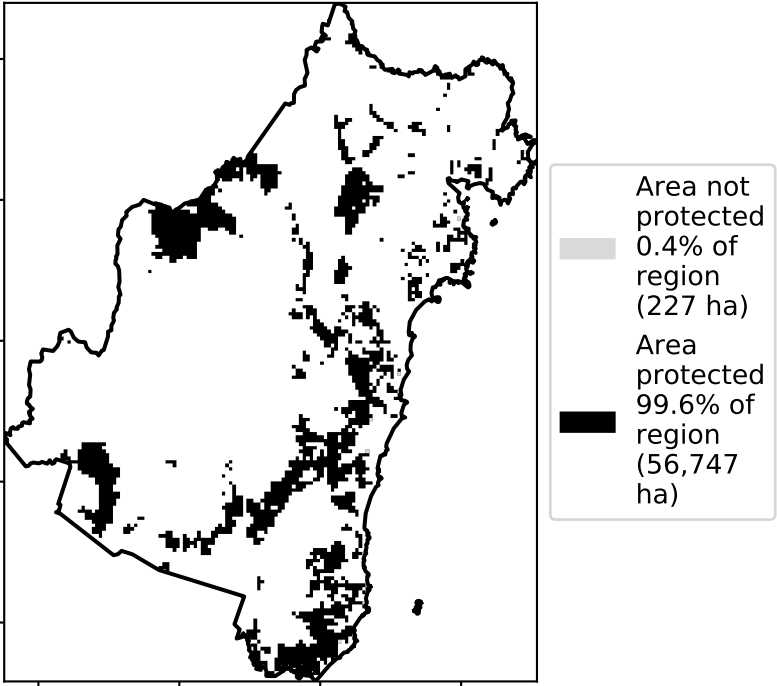 Area not
protected
0.4% of
region
(227 ha)
Area
protected
99.6% of
region
(56,747
ha)